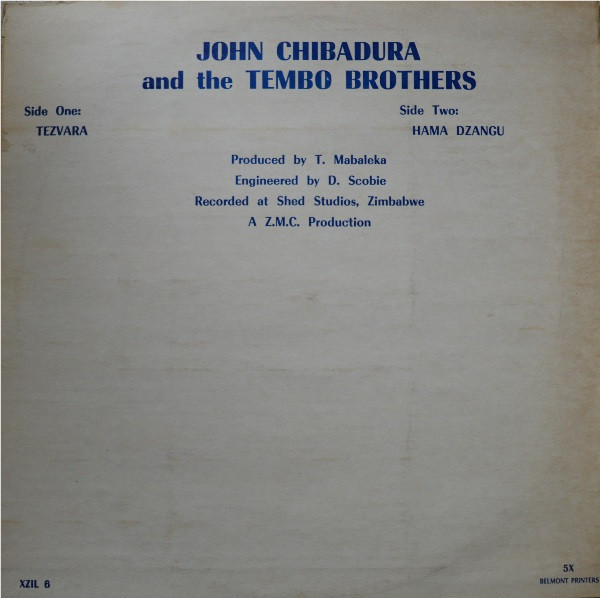 JOHN CHIBADURA
and the TEMBO BROTHERS
Side One:
TEZVARA
Side Two:
HAMA DZANGU
Produced by T. Mabaleka
Engineered by D. Scobie
Recorded at Shed Studios, Zimbabwe
A Z.M.C. Production
XZIL 6
5X
BELMONT PRINTERS